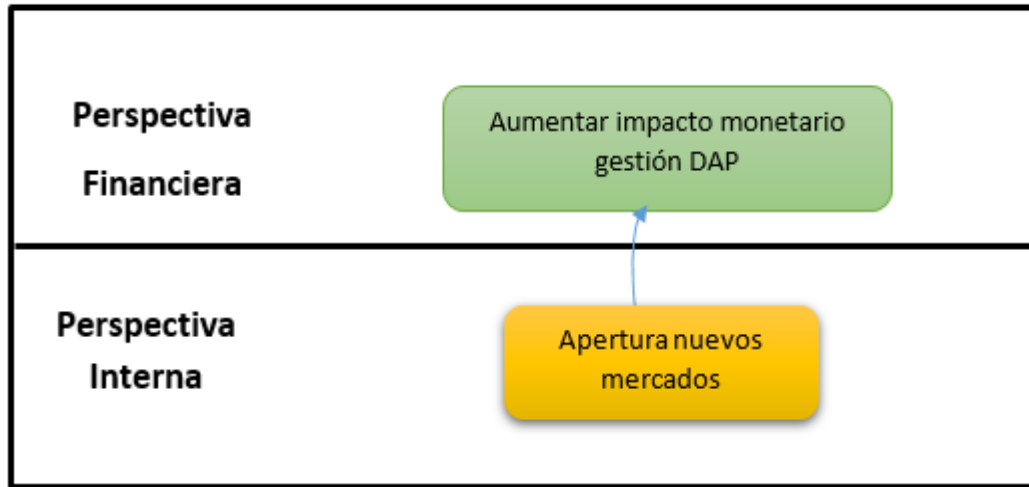 Perspectiva
Financiera
Aumentar impacto monetario
gestión DAP
Perspectiva
Interna
Apertura nuevos
mercados